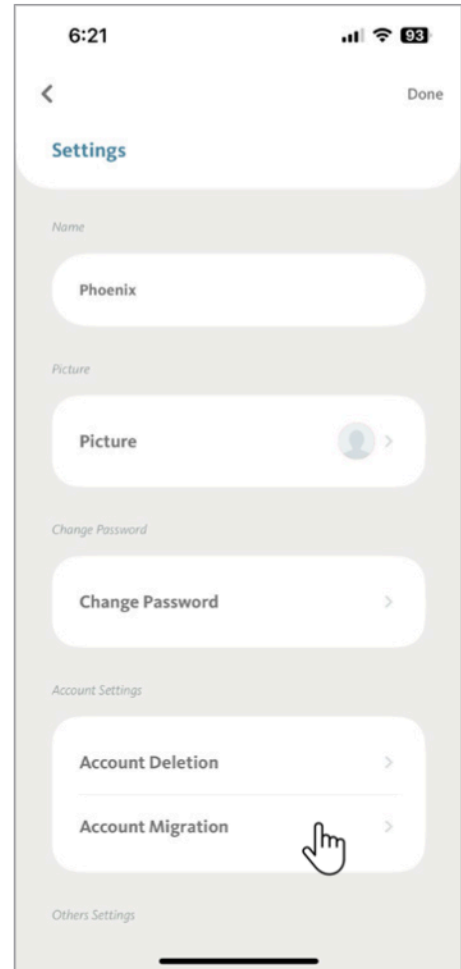 6:21
93
Done
Settings
Name
Phoenix
Picture
Picture
Change Password
Change Password
Account Settings
Account Deletion
Account Migration
Others Settings